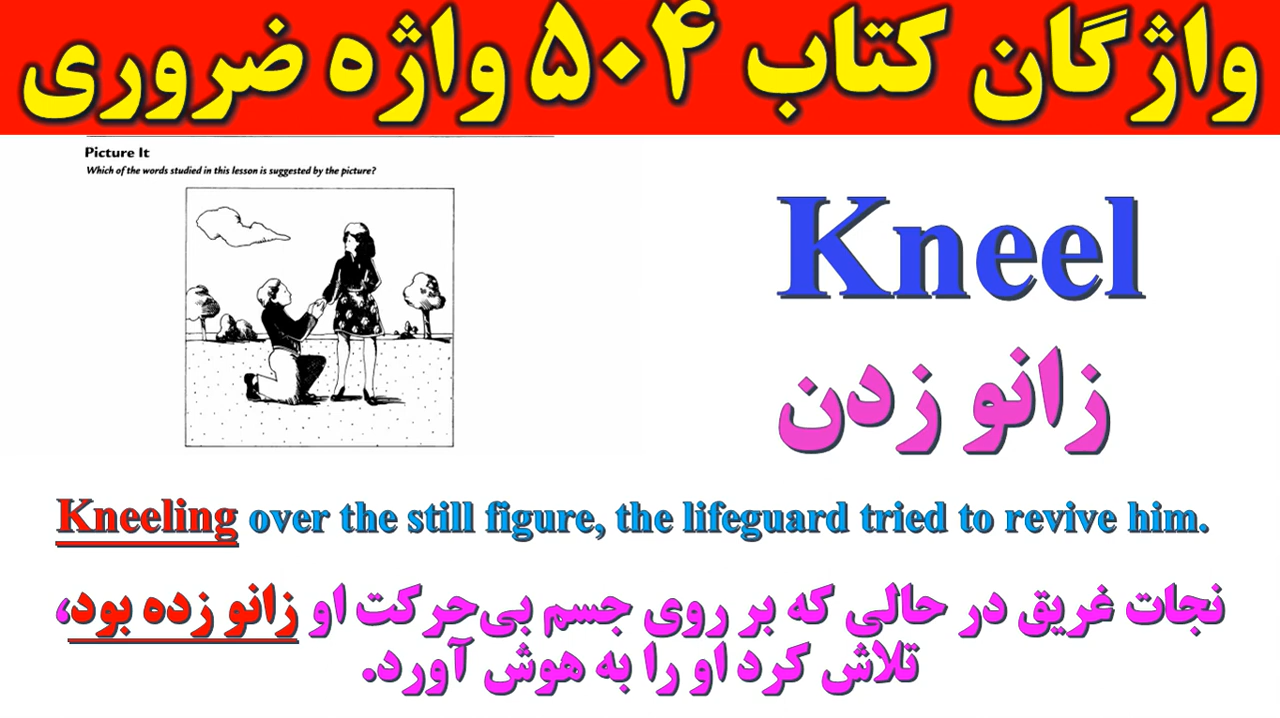 واژگان کتاب ۵۰۴ واژه ضروری
Picture It
Which of the words studied in this lesson is suggested by the picture?
Kneel
زانو زدن
Kneeling over the still figure, the lifeguard tried to revive him.
نجات غریق در حالی که بر روی جسم بی‌حرکت او زانو زده بود،
تلاش کرد او را به هوش آورد.